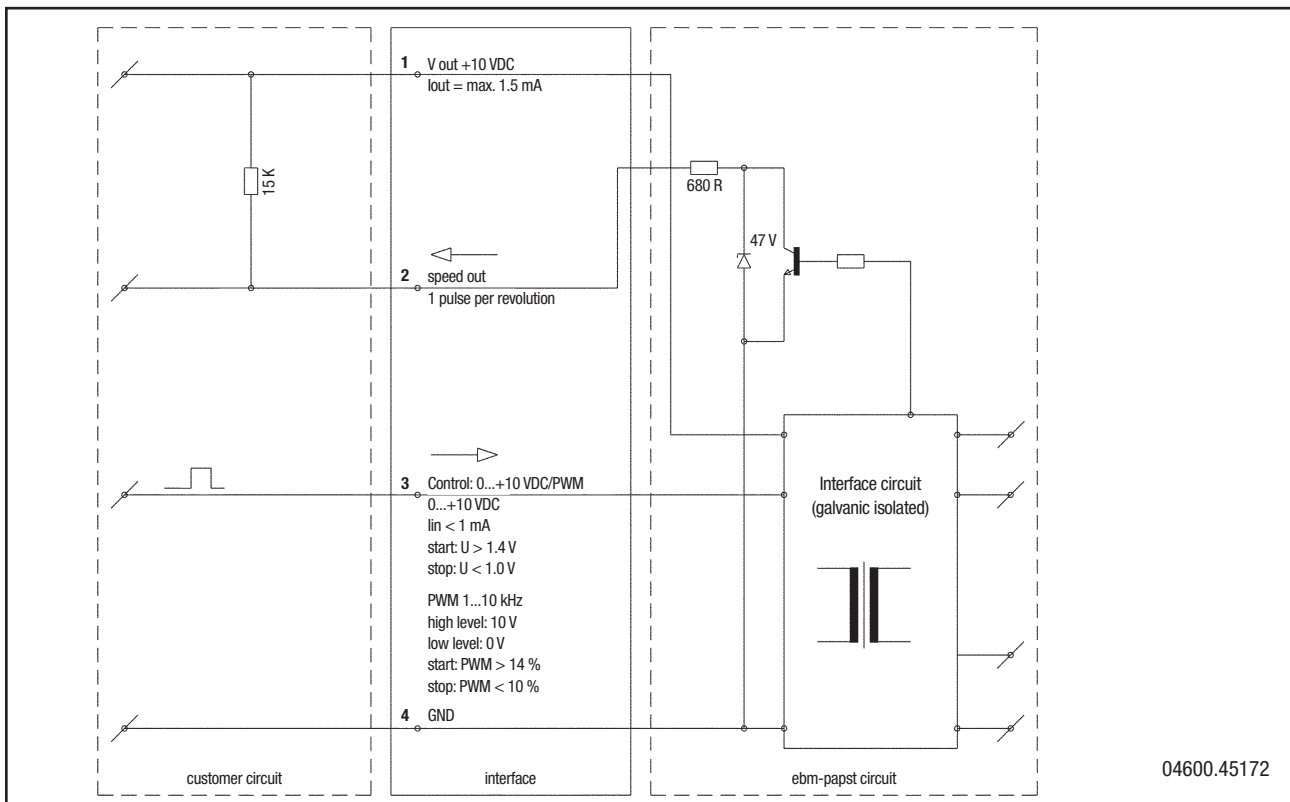 1 V out +10 VDC
Iout = max. 1.5 mA
15 K
680 R
47 V
2 speed out
1 pulse per revolution
3 Control: 0...+10 VDC/PWM
0...+10 VDC
Iin < 1 mA
start: U > 1.4 V
stop: U < 1.0 V
PWM 1...10 kHz
high level: 10 V
low level: 0 V
start: PWM > 14 %
stop: PWM < 10 %
Interface circuit
(galvanic isolated)
4 GND
customer circuit
interface
ebm-papst circuit
04600.45172